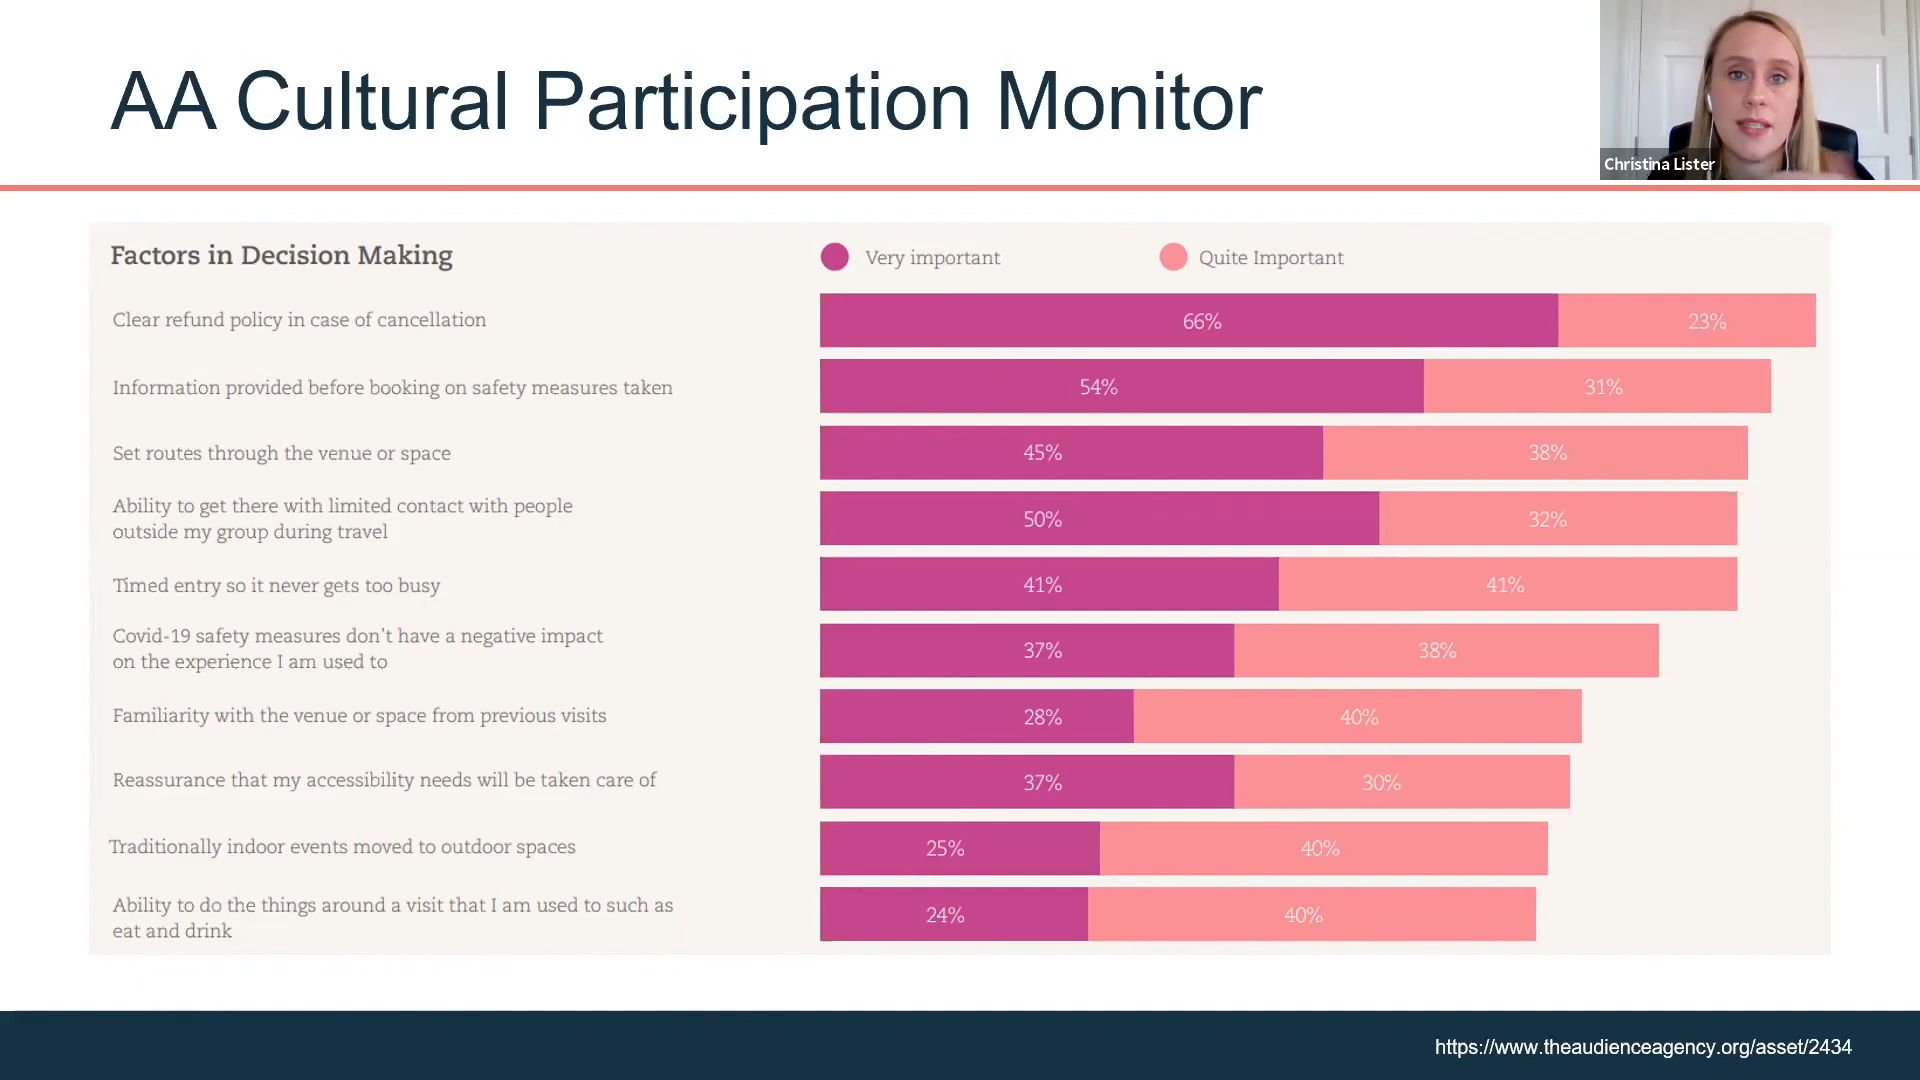 AA Cultural Participation Monitor
Christina Lister
Factors in Decision Making
Very important
Quite Important
Clear refund policy in case of cancellation
66%
23%
Information provided before booking on safety measures taken
54%
31%
Set routes through the venue or space
45%
38%
Ability to get there with limited contact with people
outside my group during travel
50%
32%
Timed entry so it never gets too busy
41%
41%
Covid-19 safety measures don't have a negative impact
on the experience I am used to
37%
38%
Familiarity with the venue or space from previous visits
28%
40%
Reassurance that my accessibility needs will be taken care of
37%
30%
Traditionally indoor events moved to outdoor spaces
25%
40%
Ability to do the things around a visit that I am used to such as
eat and drink
24%
40%
https://www.theaudienceagency.org/asset/2434